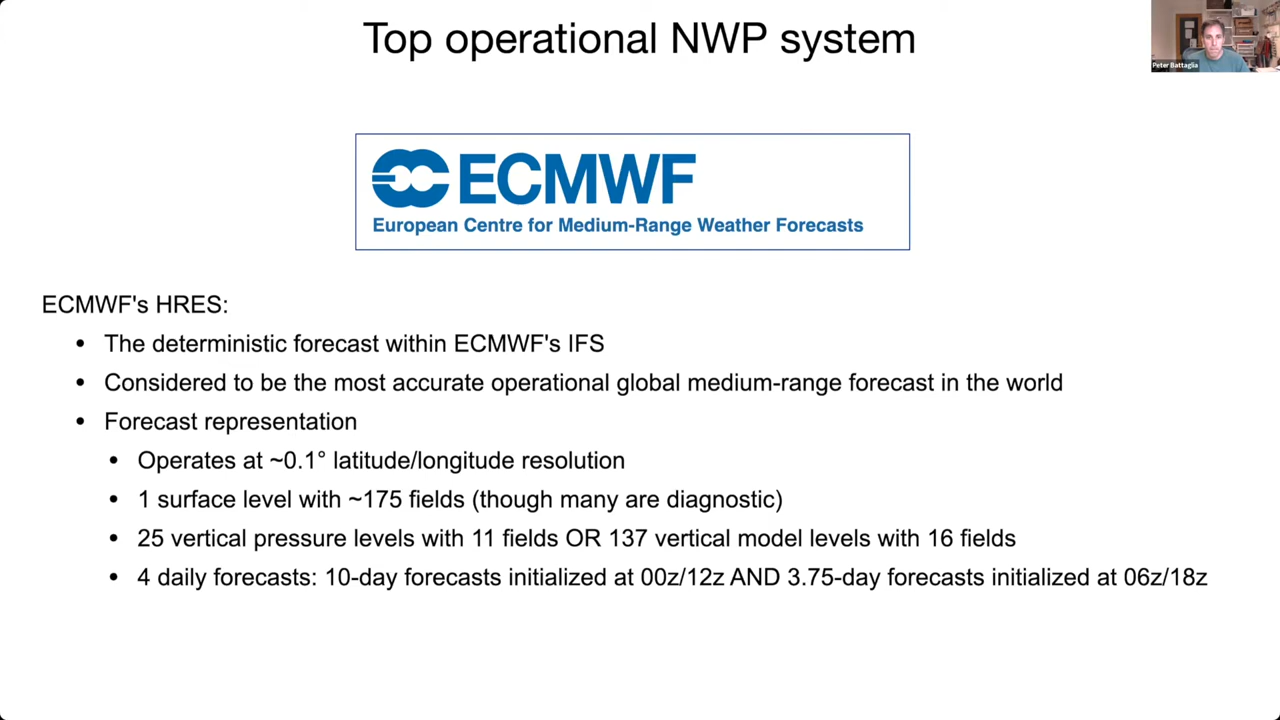 Top operational NWP system
Peter Battaglia
ECMWF
European Centre for Medium-Range Weather Forecasts
ECMWF's HRES:
• The deterministic forecast within ECMWF's IFS
• Considered to be the most accurate operational global medium-range forecast in the world
• Forecast representation
• Operates at ~0.1° latitude/longitude resolution
• 1 surface level with ~175 fields (though many are diagnostic)
• 25 vertical pressure levels with 11 fields OR 137 vertical model levels with 16 fields
• 4 daily forecasts: 10-day forecasts initialized at 00z/12z AND 3.75-day forecasts initialized at 06z/18z